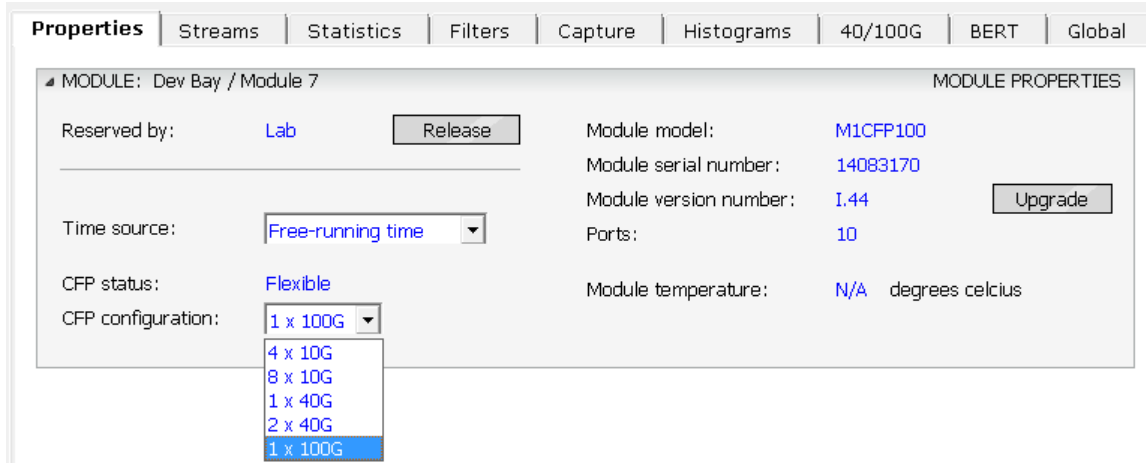 Properties Streams Statistics Filters Capture Histograms 40/100G BERT Global
MODULE: Dev Bay / Module 7 MODULE PROPERTIES
Reserved by: Lab Release
Module model: M1CFP100
Module serial number: 14083170
Module version number: I.44 Upgrade
Time source: Free-running time
Ports: 10
CFP status: Flexible
Module temperature: N/A degrees celcius
CFP configuration: 1 x 100G
4 x 10G
8 x 10G
1 x 40G
2 x 40G
1 x 100G